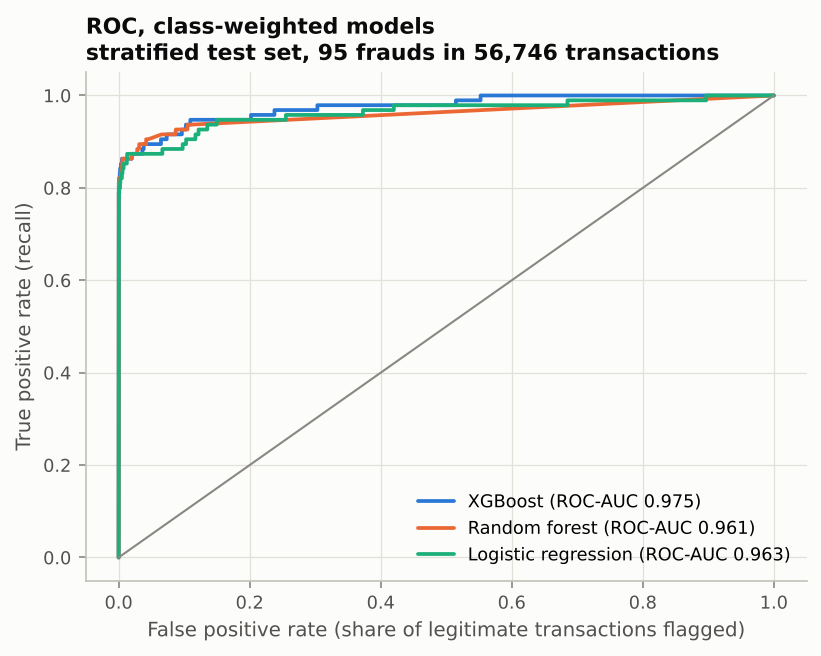 ROC, class-weighted models
stratified test set, 95 frauds in 56,746 transactions
True positive rate (recall)
1.0
0.8
0.6
0.4
0.2
0.0
XGBoost (ROC-AUC 0.975)
Random forest (ROC-AUC 0.961)
Logistic regression (ROC-AUC 0.963)
0.0 0.2 0.4 0.6 0.8 1.0
False positive rate (share of legitimate transactions flagged)